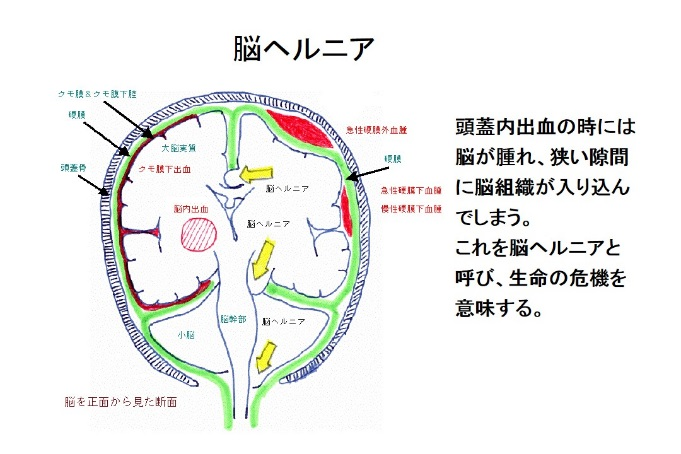 脳ヘルニア
クモ膜&クモ膜下腔
硬膜
頭蓋骨
大脳実質
クモ膜下出血
脳内出血
急性硬膜外血腫
硬膜
急性硬膜下血腫
慢性硬膜下血腫
脳ヘルニア
脳ヘルニア
脳ヘルニア
小脳
脳幹部
脳を正面から見た断面
頭蓋内出血の時には
脳が腫れ、狭い隙間
に脳組織が入り込ん
でしまう。
これを脳ヘルニアと
呼び、生命の危機を
意味する。